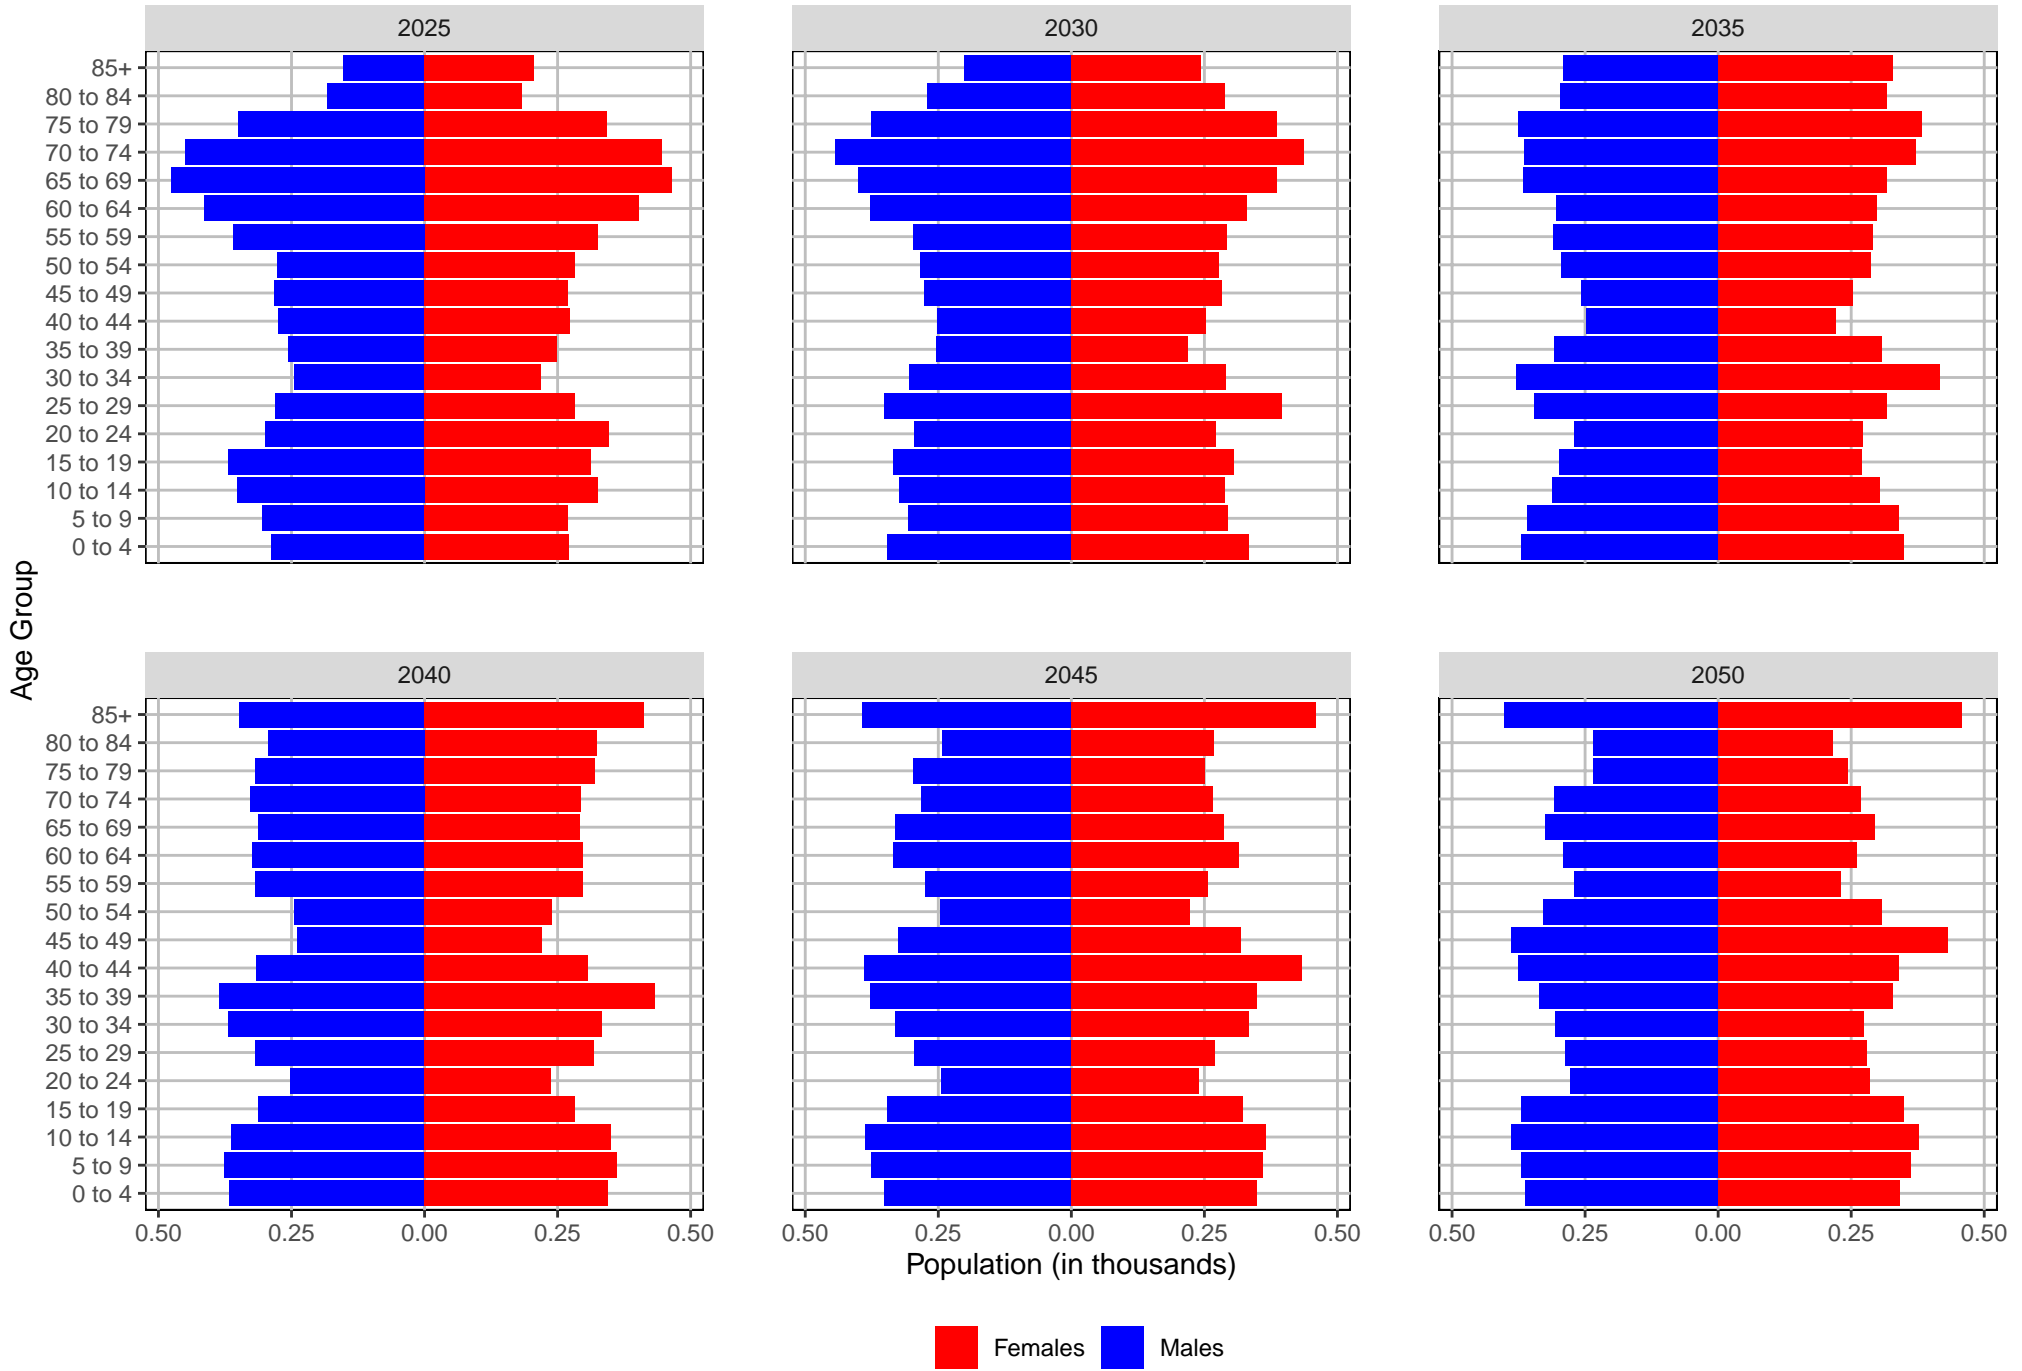 2025
2030
2035
85+
80 to 84
75 to 79
70 to 74
65 to 69
60 to 64
55 to 59
50 to 54
45 to 49
40 to 44
35 to 39
30 to 34
25 to 29
20 to 24
15 to 19
10 to 14
5 to 9
0 to 4
Age Group
2040
2045
2050
85+
80 to 84
75 to 79
70 to 74
65 to 69
60 to 64
55 to 59
50 to 54
45 to 49
40 to 44
35 to 39
30 to 34
25 to 29
20 to 24
15 to 19
10 to 14
5 to 9
0 to 4
0.50 0.25 0.00 0.25 0.50
0.50 0.25 0.00 0.25 0.50
0.50 0.25 0.00 0.25 0.50
Population (in thousands)
Females Males